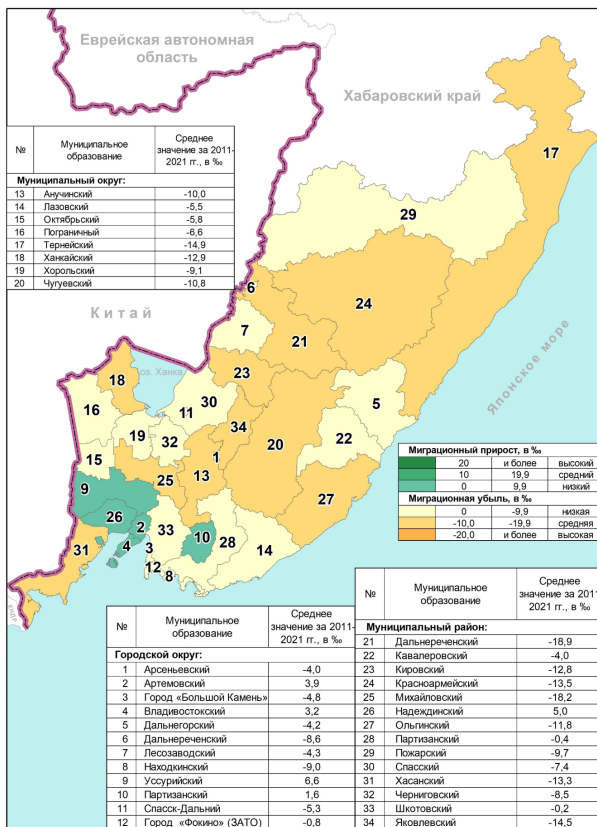 Еврейская автономная
область
Хабаровский край
№ Муниципальное образование Среднее значение за 2011-2021 гг., в ‰
Муниципальный округ:
13 Анучинский -10,0
14 Лазовский -5,5
15 Октябрьский -5,8
16 Пограничный -6,6
17 Тернейский -14,9
18 Ханкайский -12,9
19 Хорольский -9,1
20 Чугуевский -10,8
Китай
оз. Ханка
Японское море
КНДР
17
29
6
24
7
21
18
23
5
30
16
11
34
19
32
22
20
1
15
25
13
9
27
26
2
33
10
4
3
28
14
31
12
8
Миграционный прирост, в ‰
20 и более высокий
10 19,9 средний
0 9,9 низкий
Миграционная убыль, в ‰
0 -9,9 низкая
-10,0 -19,9 средняя
-20,0 и более высокая
№ Муниципальное образование Среднее значение за 2011-2021 гг., в ‰
Городской округ:
1 Арсеньевский -4,0
2 Артемовский 3,9
3 Город «Большой Камень» -4,8
4 Владивостокский 3,2
5 Дальнегорский -4,2
6 Дальнереченский -8,6
7 Лесозаводский -4,3
8 Находкинский -9,0
9 Уссурийский 6,6
10 Партизанский 1,6
11 Спасск-Дальний -5,3
12 Город «Фокино» (ЗАТО) -0,8
№ Муниципальное образование Среднее значение за 2011-2021 гг., в ‰
Муниципальный район:
21 Дальнереченский -18,9
22 Кавалеровский -4,0
23 Кировский -12,8
24 Красноармейский -13,5
25 Михайловский -18,2
26 Надеждинский 5,0
27 Ольгинский -11,8
28 Партизанский -0,4
29 Пожарский -9,7
30 Спасский -7,4
31 Хасанский -13,3
32 Черниговский -8,5
33 Шкотовский -0,2
34 Яковлевский -14,5